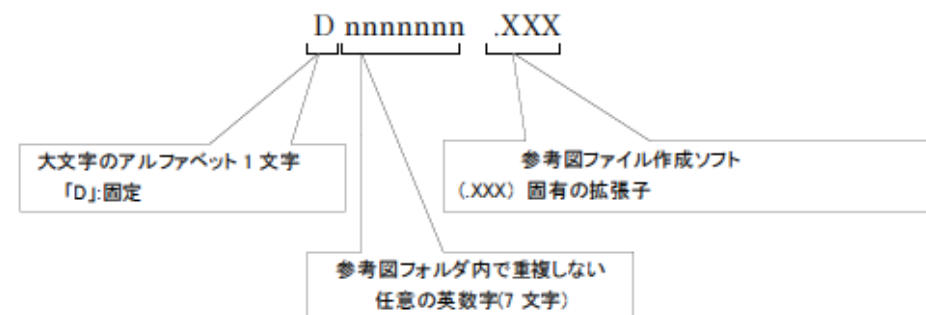 D nnnnnnn .XXX
大文字のアルファベット 1 文字
「D」:固定
参考図ファイル作成ソフト
(.XXX) 固有の拡張子
参考図フォルダ内で重複しない
任意の英数字(7 文字)